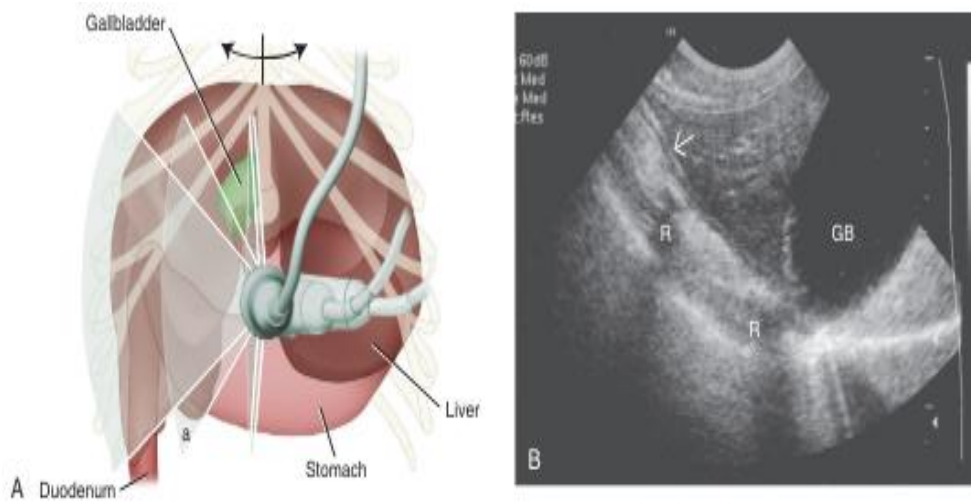 Gallbladder
Liver
Stomach
a
A
Duodenum
60dB
Med
Med
R
GB
R
B